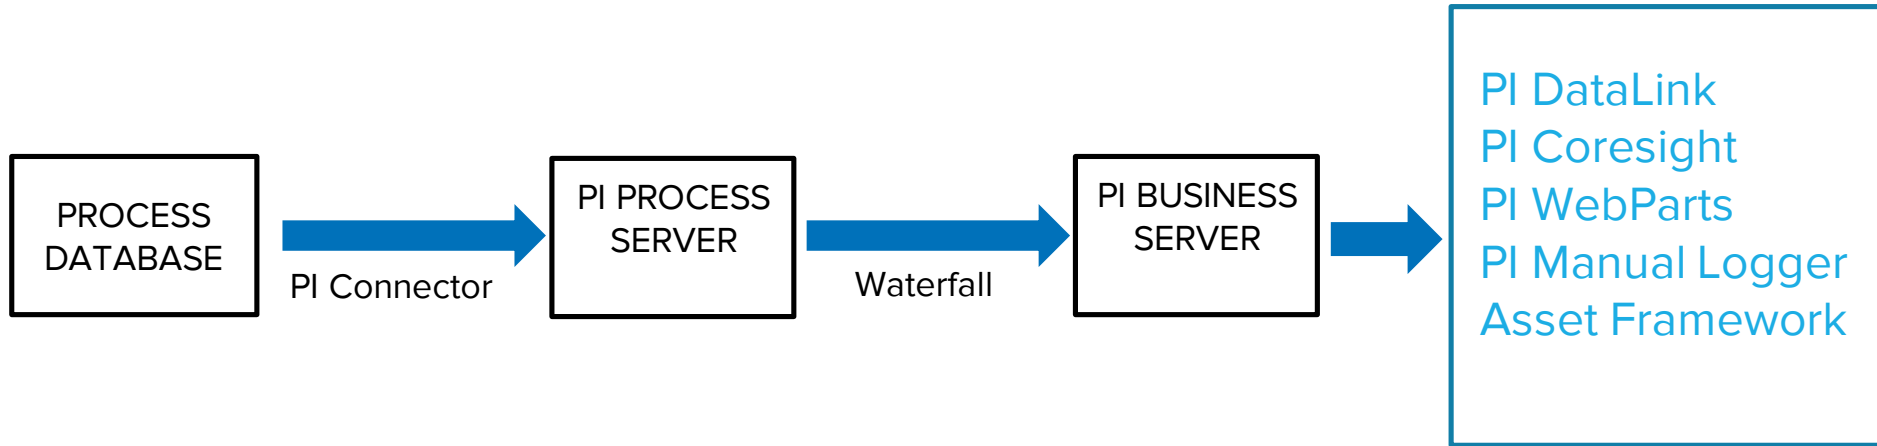 PROCESS
DATABASE
PI Connector
PI PROCESS
SERVER
Waterfall
PI BUSINESS
SERVER
PI DataLink
PI Coresight
PI WebParts
PI Manual Logger
Asset Framework